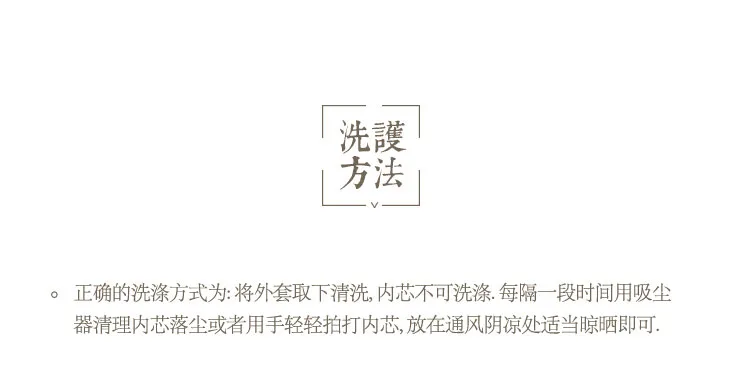 洗護
方法
正确的洗涤方式为: 将外套取下清洗, 内芯不可洗涤. 每隔一段时间用吸尘
器清理内芯落尘或者用手轻轻拍打内芯, 放在通风阴凉处适当晾晒即可.